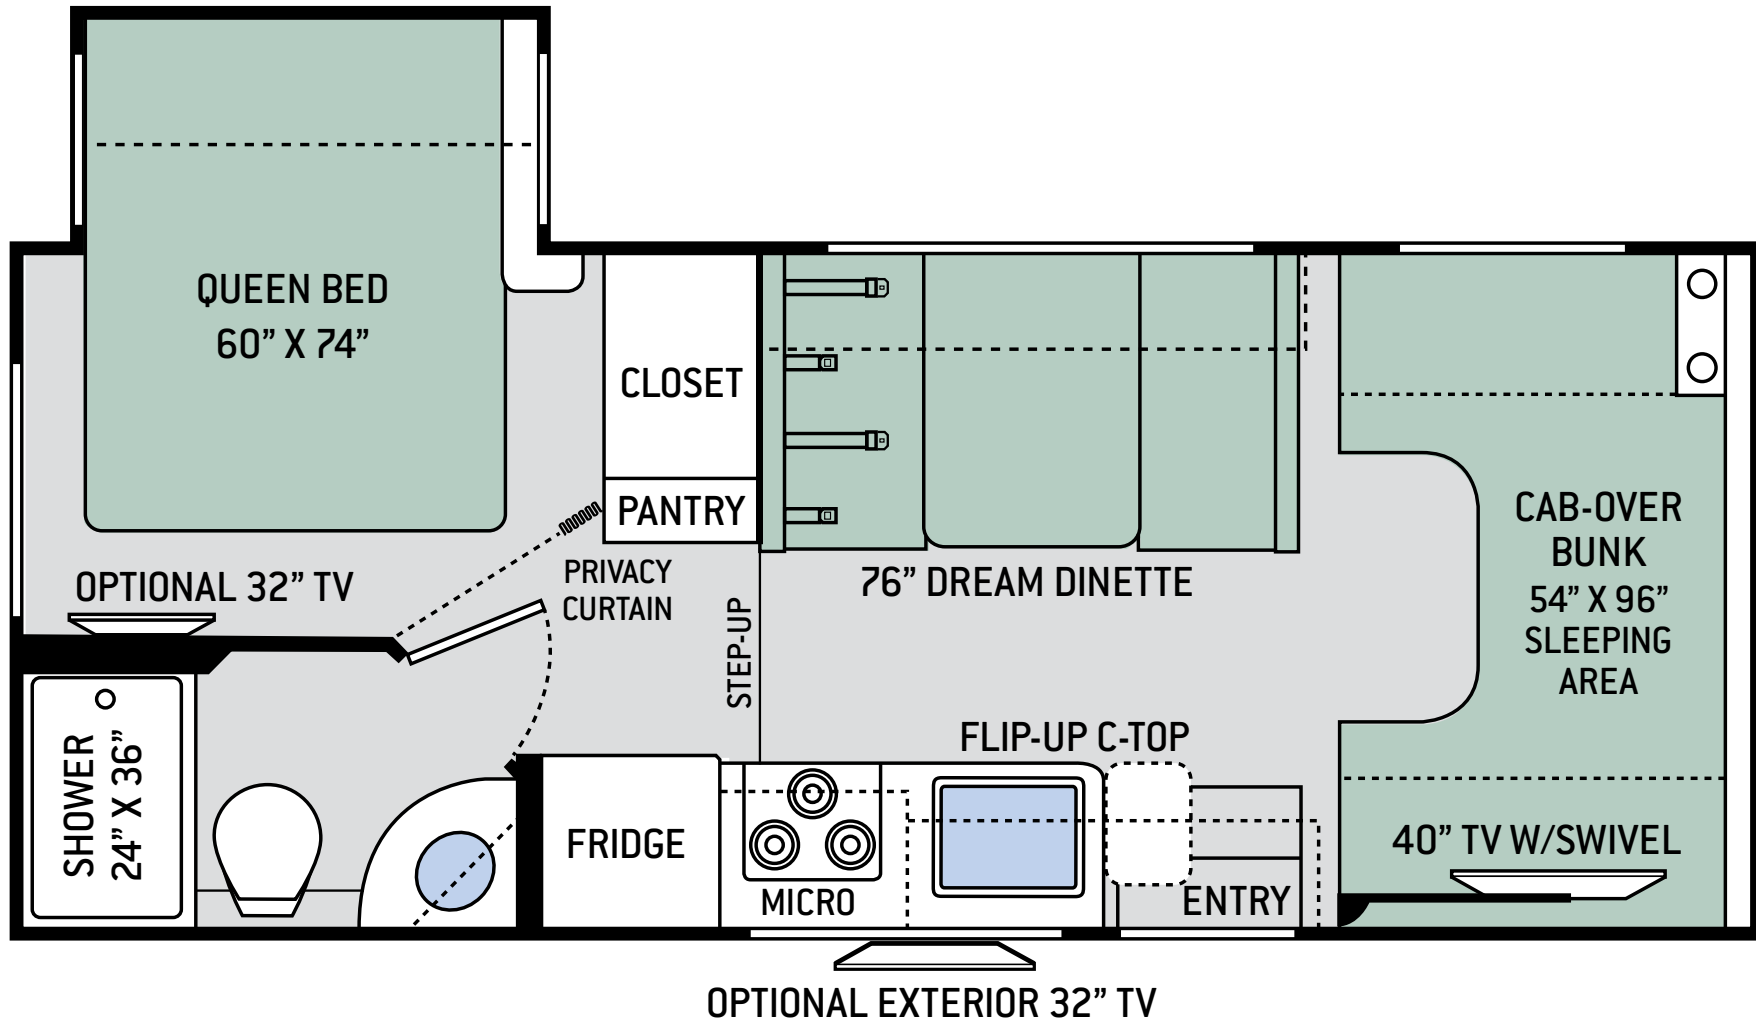 QUEEN BED
60” X 74”
CLOSET
PANTRY
OPTIONAL 32” TV
PRIVACY
CURTAIN
STEP-UP
76” DREAM DINETTE
CAB-OVER
BUNK
54” X 96”
SLEEPING
AREA
SHOWER
24” X 36”
FRIDGE
MICRO
FLIP-UP C-TOP
ENTRY
40” TV W/SWIVEL
OPTIONAL EXTERIOR 32” TV